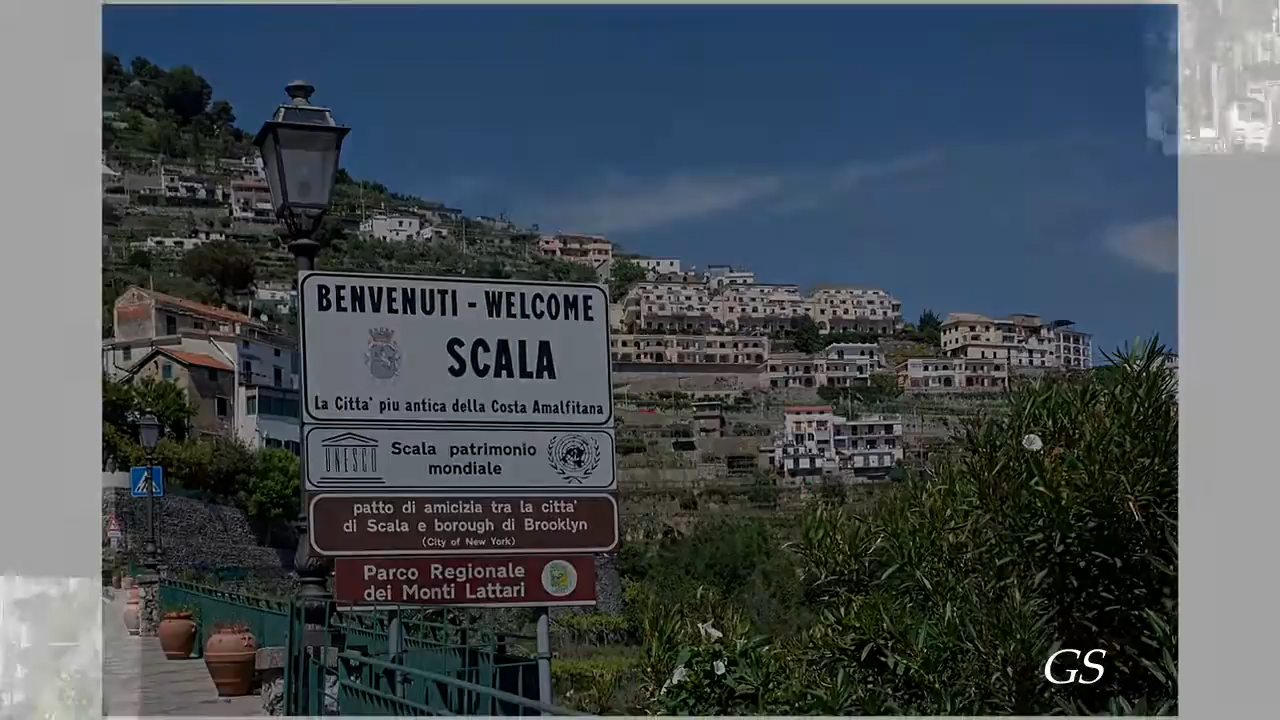 BENVENUTI - WELCOME
SCALA
La Citta' piu antica della Costa Amalfitana
UNESCO
Scala patrimonio
mondiale
patto di amicizia tra la citta'
di Scala e borough di Brooklyn
(City of New York)
Parco Regionale
dei Monti Lattari
GS